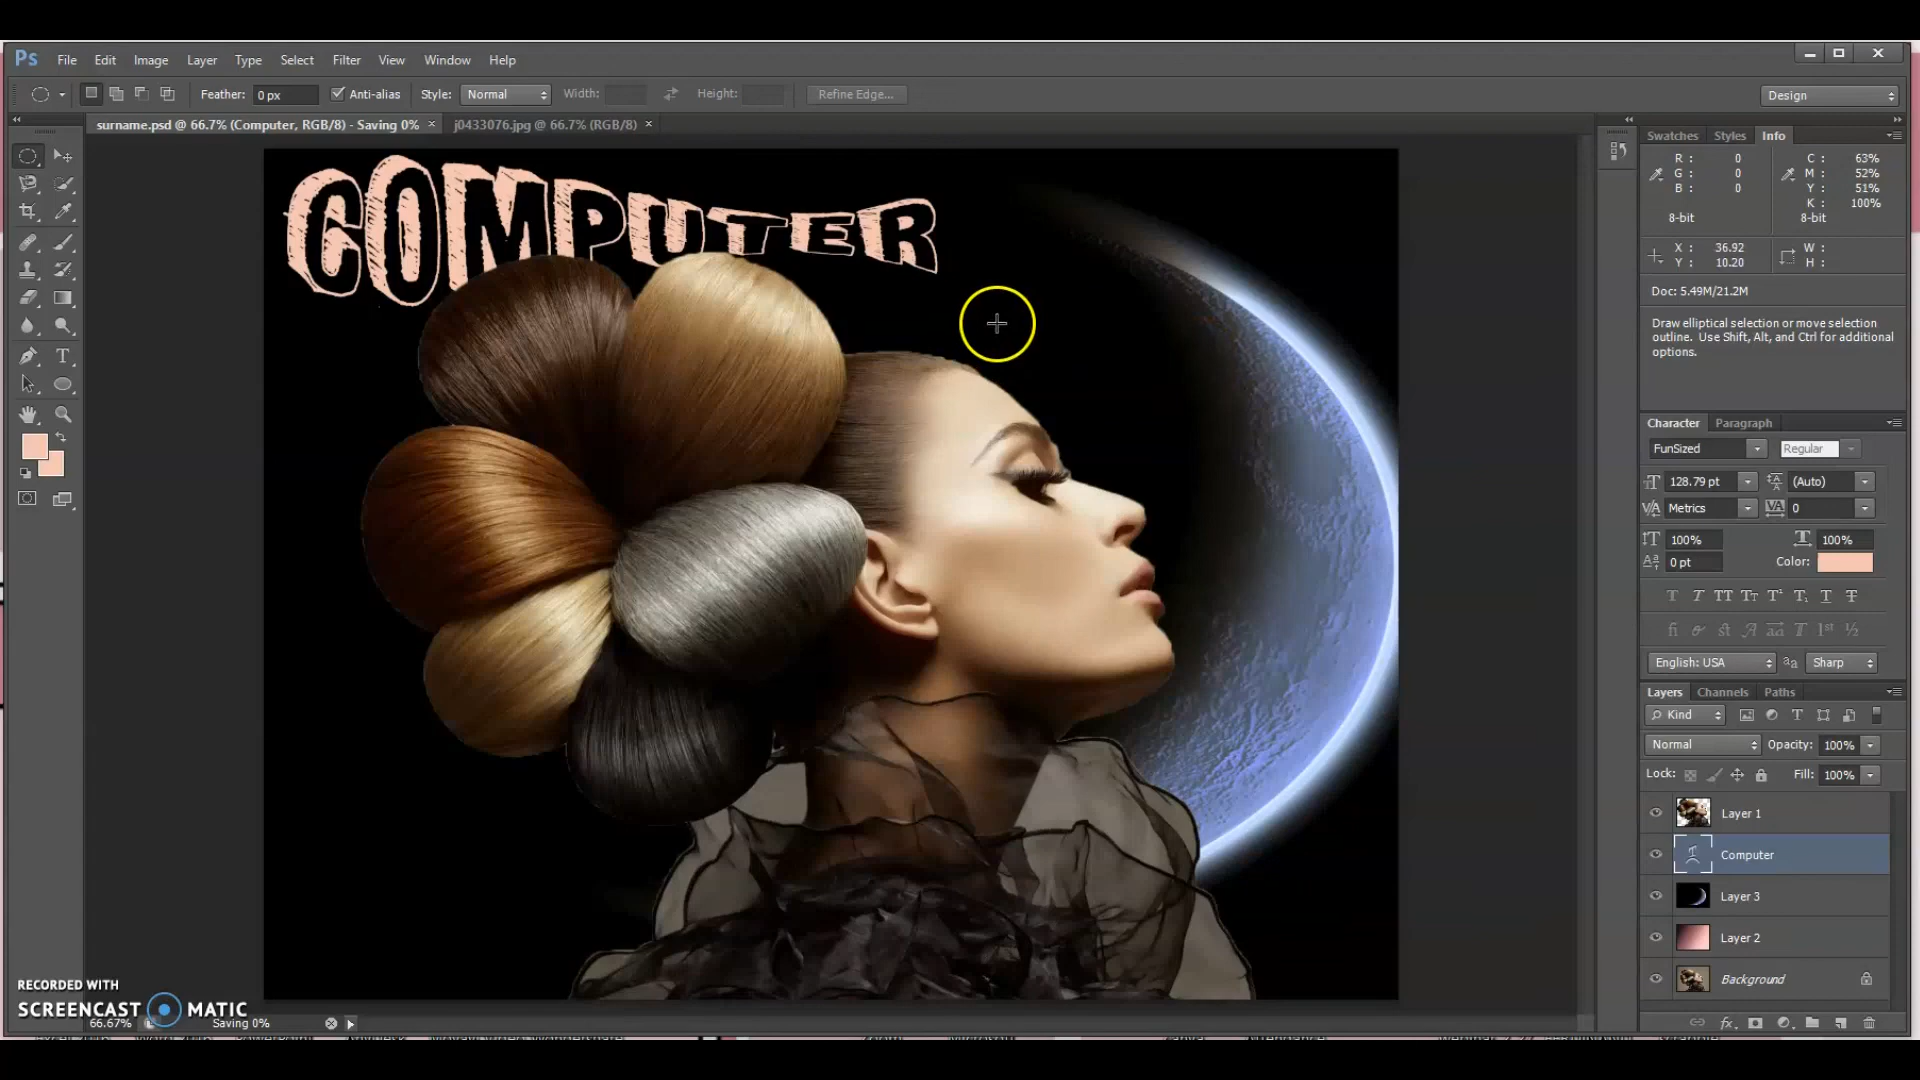 Ps File Edit Image Layer Type Select Filter View Window Help
Feather: 0 px Anti-alias Style: Normal Width: Height: Refine Edge... Design
surname.psd @ 66.7% (Computer, RGB/8) - Saving 0% × j0433076.jpg @ 66.7% (RGB/8) ×
COMPUTER
Swatches Styles Info
R: 0 C: 63%
G: 0 M: 52%
B: 0 Y: 51%
K: 100%
8-bit 8-bit
X: 36.92 W:
Y: 10.20 H:
Doc: 5.49M/21.2M
Draw elliptical selection or move selection
outline. Use Shift, Alt, and Ctrl for additional
options.
Character Paragraph
FunSized Regular
128.79 pt (Auto)
Metrics 0
100% 100%
0 pt Color:
English: USA Sharp
Layers Channels Paths
Kind
Normal Opacity: 100%
Lock: Fill: 100%
Layer 1
Computer
Layer 3
Layer 2
Background
RECORDED WITH
SCREENCAST MATIC
66.67% Saving 0%